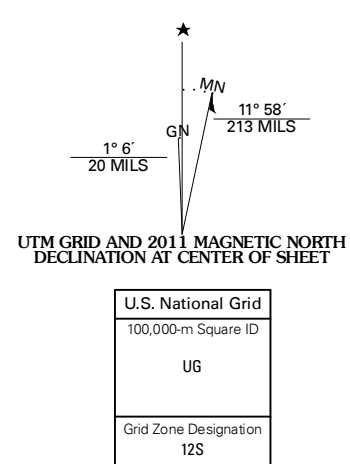 MN
11° 58´
213 MILS
GN
1° 6´
20 MILS
UTM GRID AND 2011 MAGNETIC NORTH
DECLINATION AT CENTER OF SHEET
U.S. National Grid
100,000-m Square ID
UG
Grid Zone Designation
12S